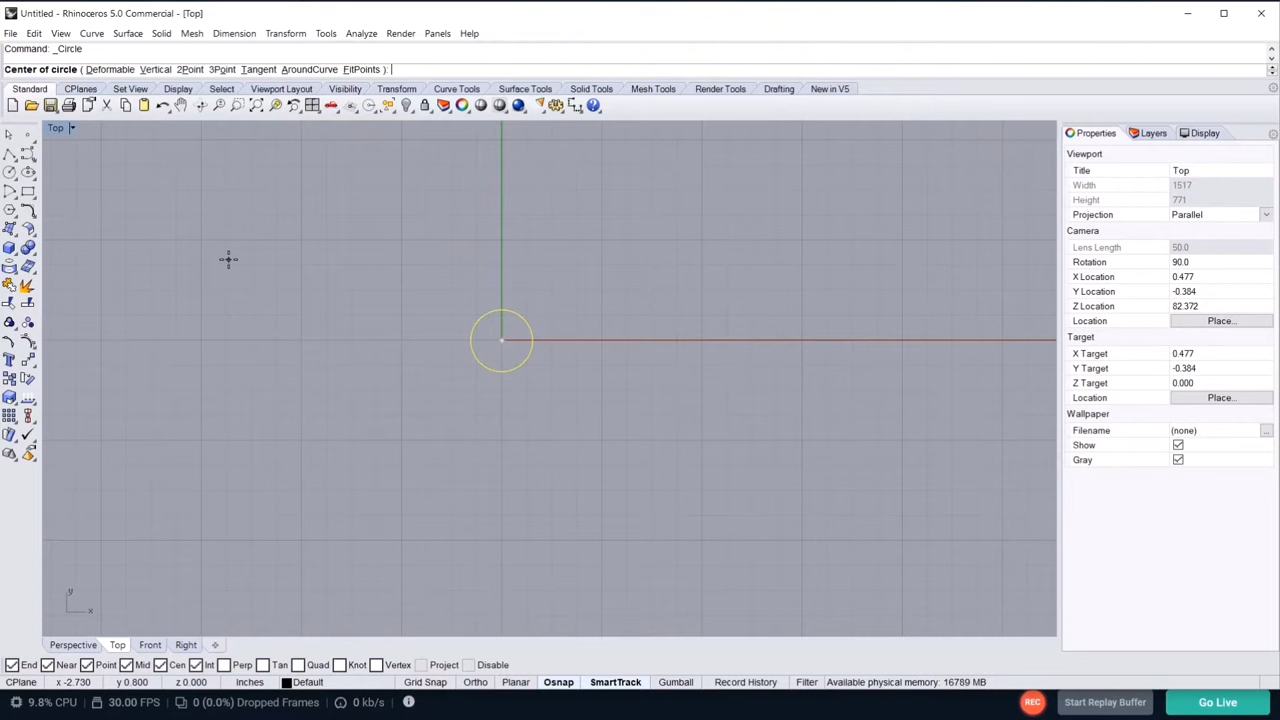 Untitled - Rhinoceros 5.0 Commercial - [Top]
File Edit View Curve Surface Solid Mesh Dimension Transform Tools Analyze Render Panels Help
Command: _Circle
Center of circle ( Deformable Vertical 2Point 3Point Tangent AroundCurve FitPoints ):
Standard CPlanes Set View Display Select Viewport Layout Visibility Transform Curve Tools Surface Tools Solid Tools Mesh Tools Render Tools Drafting New in V5
Top
Properties Layers Display
Viewport
Title Top
Width 1517
Height 771
Projection Parallel
Camera
Lens Length 50.0
Rotation 90.0
X Location 0.477
Y Location -0.384
Z Location 82.372
Location Place...
Target
X Target 0.477
Y Target -0.384
Z Target 0.000
Location Place...
Wallpaper
Filename (none) ...
Show
Gray
y
x
Perspective Top Front Right
End Near Point Mid Cen Int Perp Tan Quad Knot Vertex Project Disable
CPlane x -2.730 y 0.800 z 0.000 Inches Default Grid Snap Ortho Planar Osnap SmartTrack Gumball Record History Filter Available physical memory: 16789 MB
9.8% CPU 30.00 FPS 0 (0.0%) Dropped Frames 0 kb/s REC Start Replay Buffer Go Live